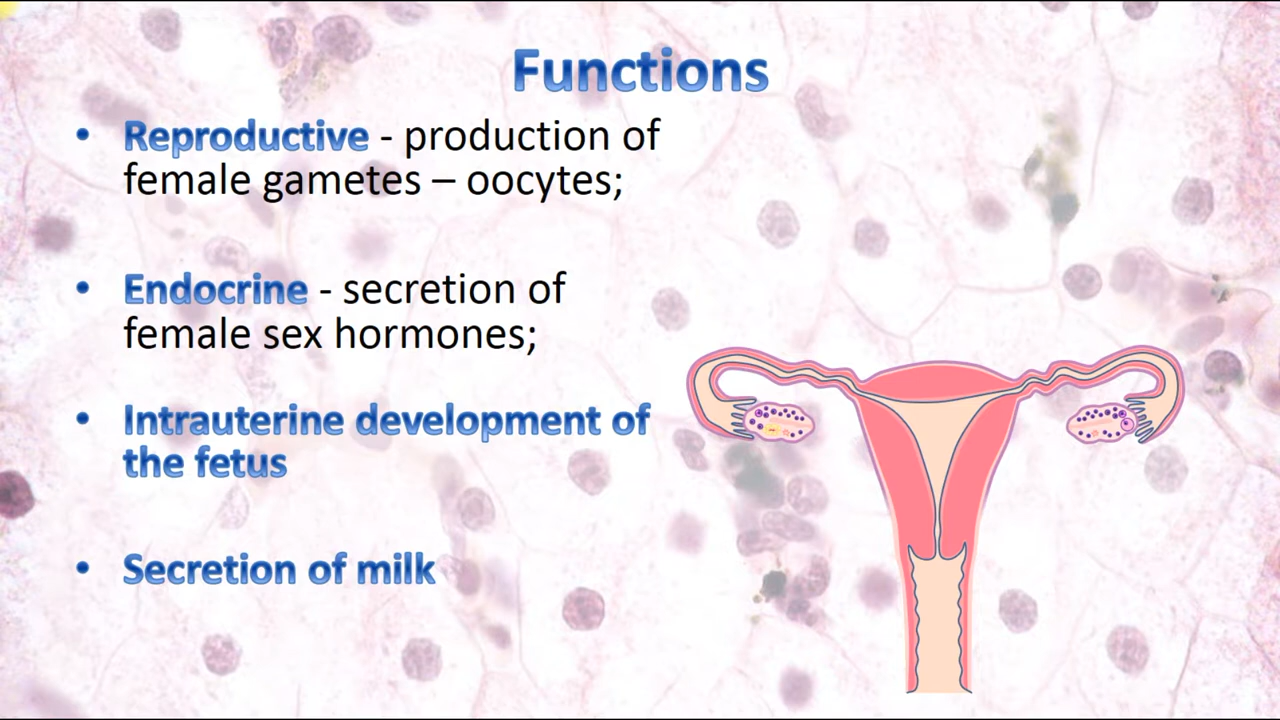 Functions
• Reproductive - production of
female gametes – oocytes;
• Endocrine - secretion of
female sex hormones;
• Intrauterine development of
the fetus
• Secretion of milk